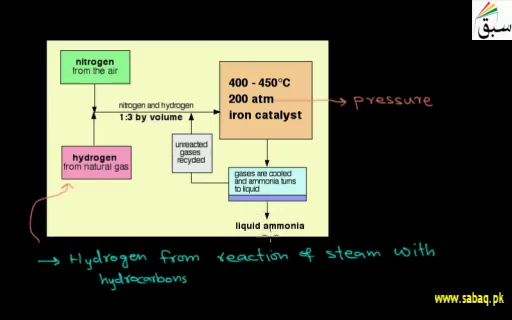 سبق
nitrogen
from the air
400 - 450°C
200 atm
iron catalyst
pressure
nitrogen and hydrogen
1:3 by volume
unreacted
gases
recycled
hydrogen
from natural gas
gases are cooled
and ammonia turns
to liquid
liquid ammonia
→ Hydrogen from reaction of steam with
hydrocarbons
www.sabaq.pk